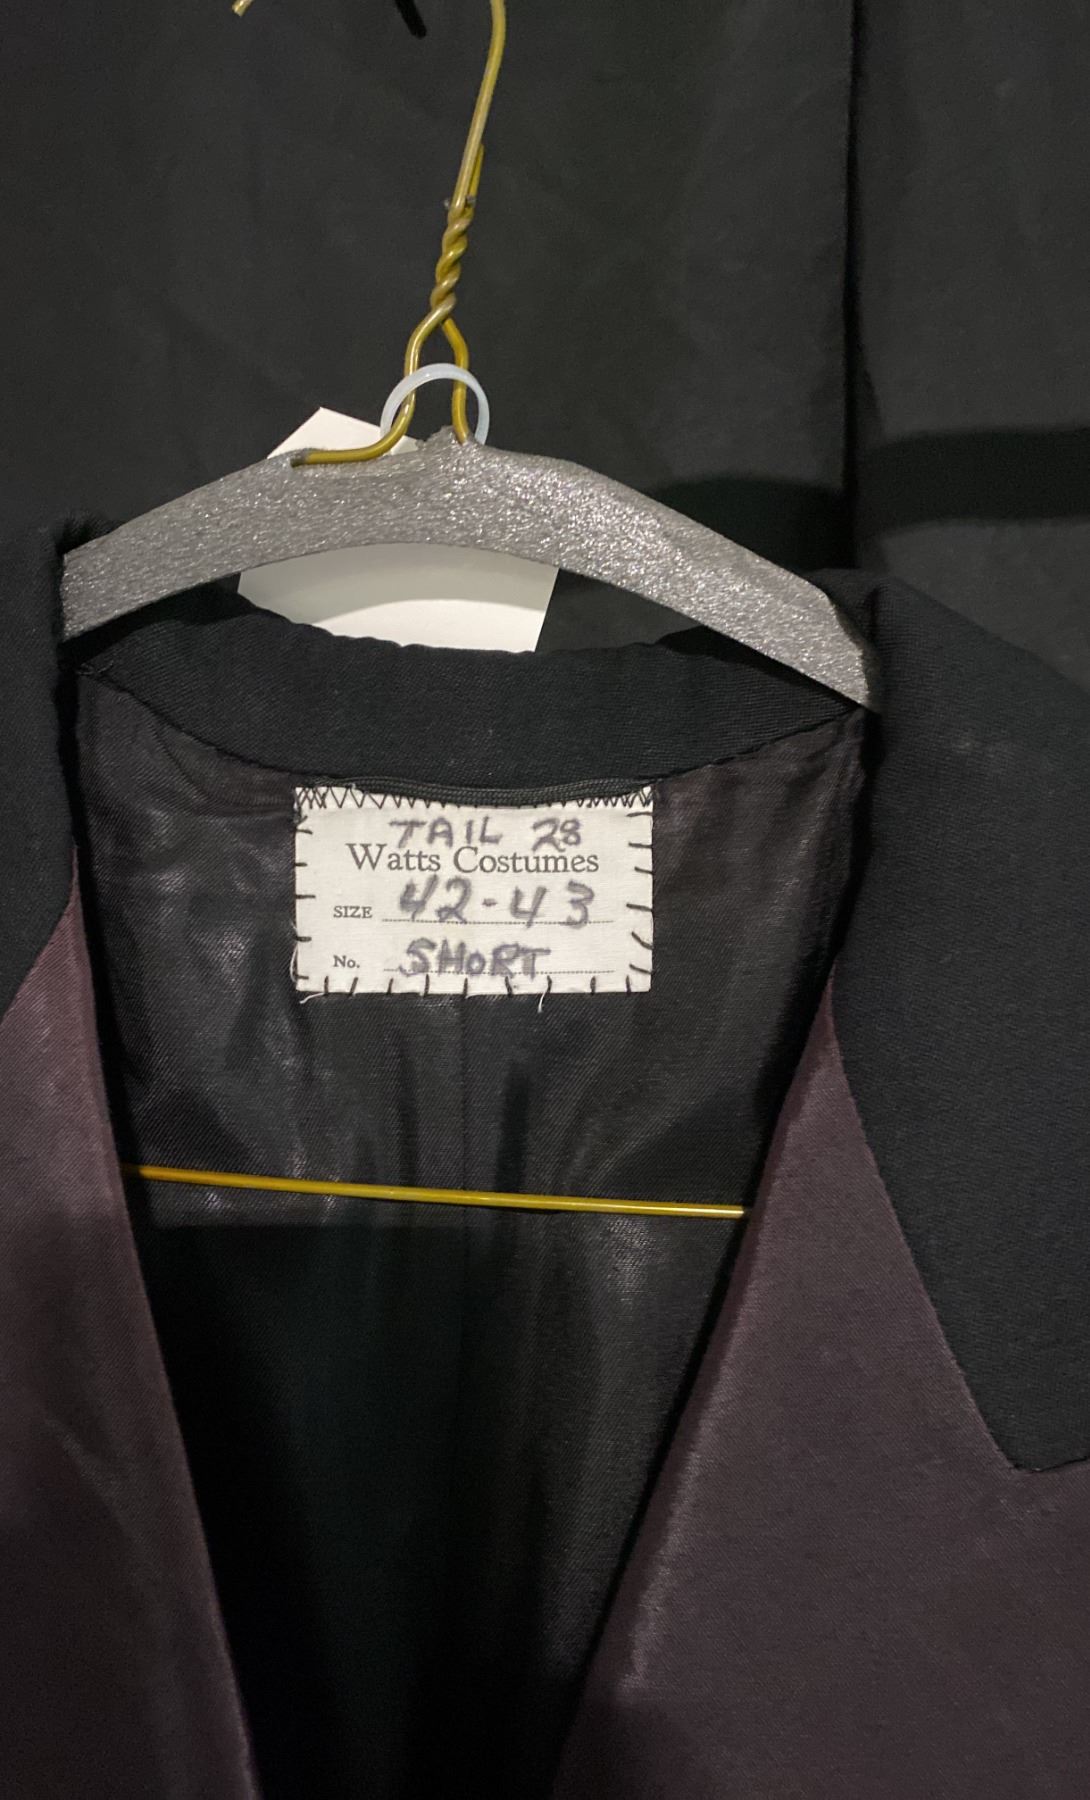 TAIL 28
Watts Costumes
SIZE 42-43
No. SHORT